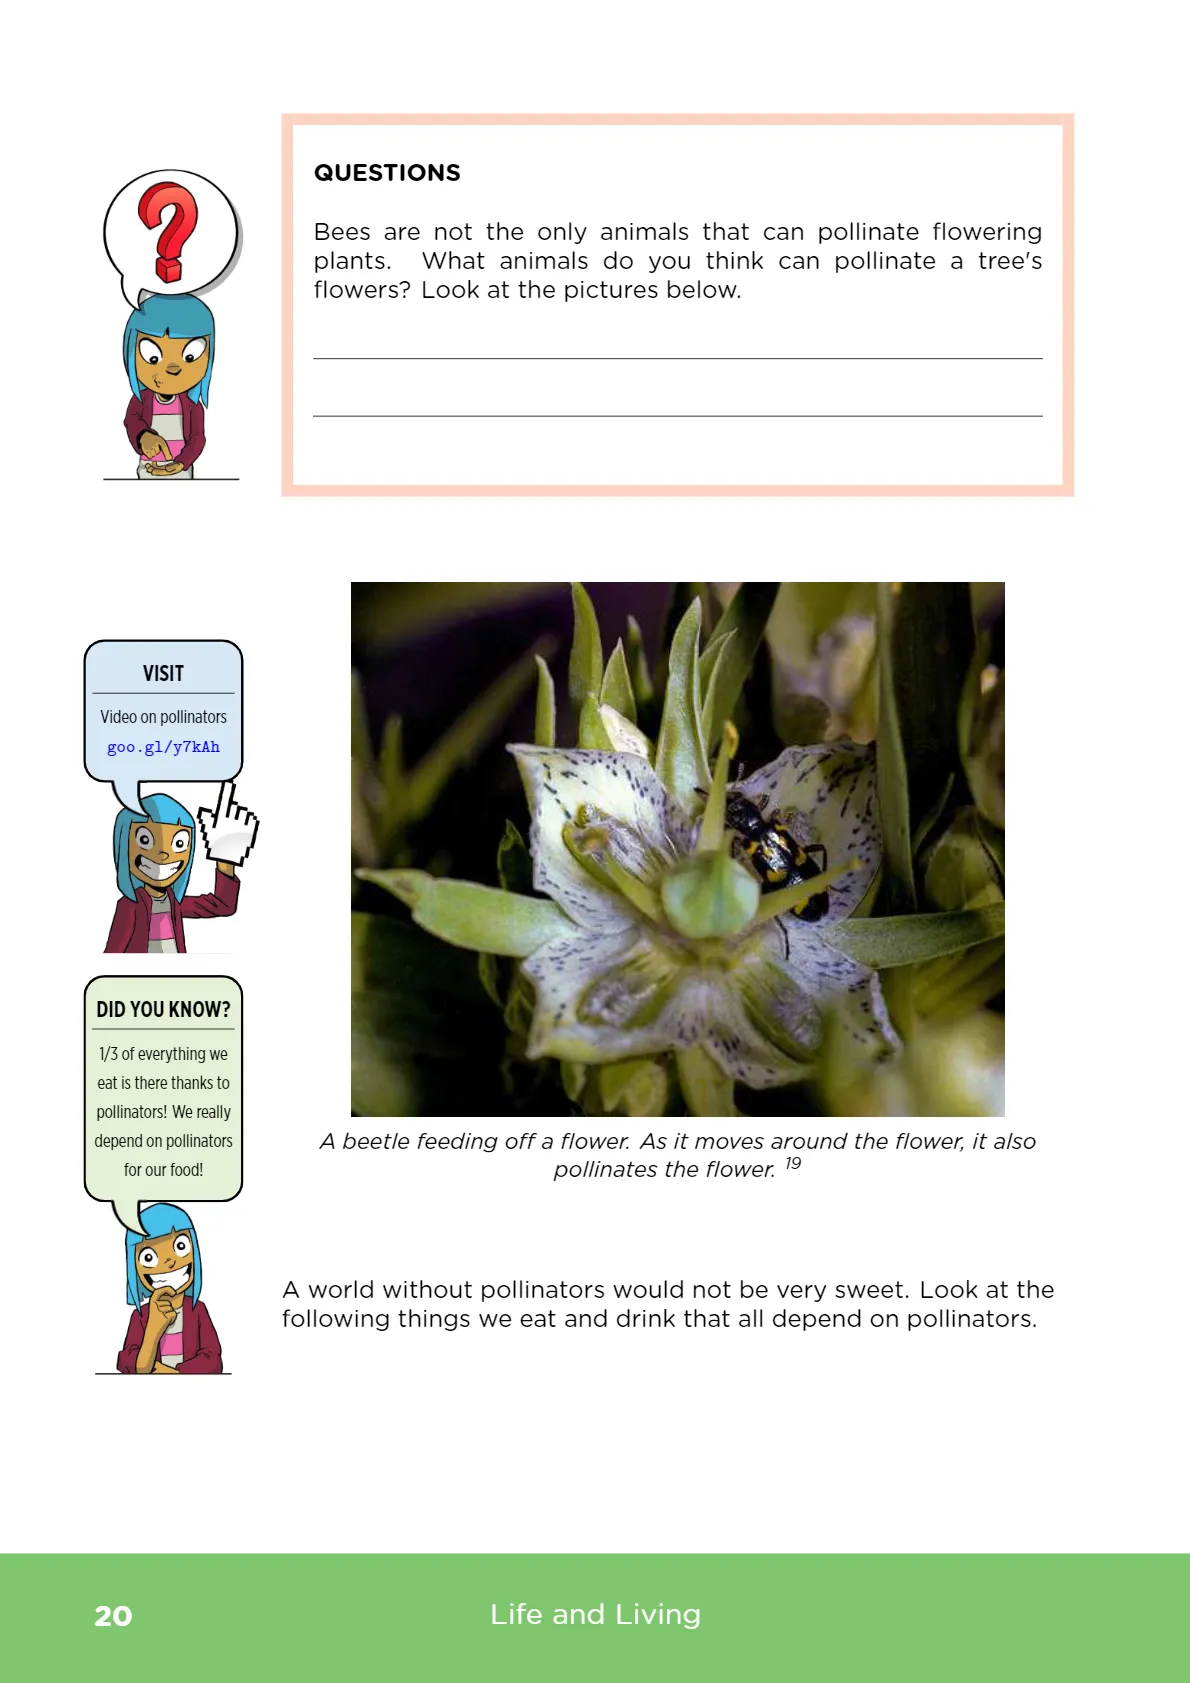 QUESTIONS
Bees are not the only animals that can pollinate flowering
plants. What animals do you think can pollinate a tree's
flowers? Look at the pictures below.
VISIT
Video on pollinators
goo.gl/y7kAh
DID YOU KNOW?
1/3 of everything we
eat is there thanks to
pollinators! We really
depend on pollinators
for our food!
A beetle feeding off a flower. As it moves around the flower, it also
pollinates the flower. 19
A world without pollinators would not be very sweet. Look at the
following things we eat and drink that all depend on pollinators.
20
Life and Living